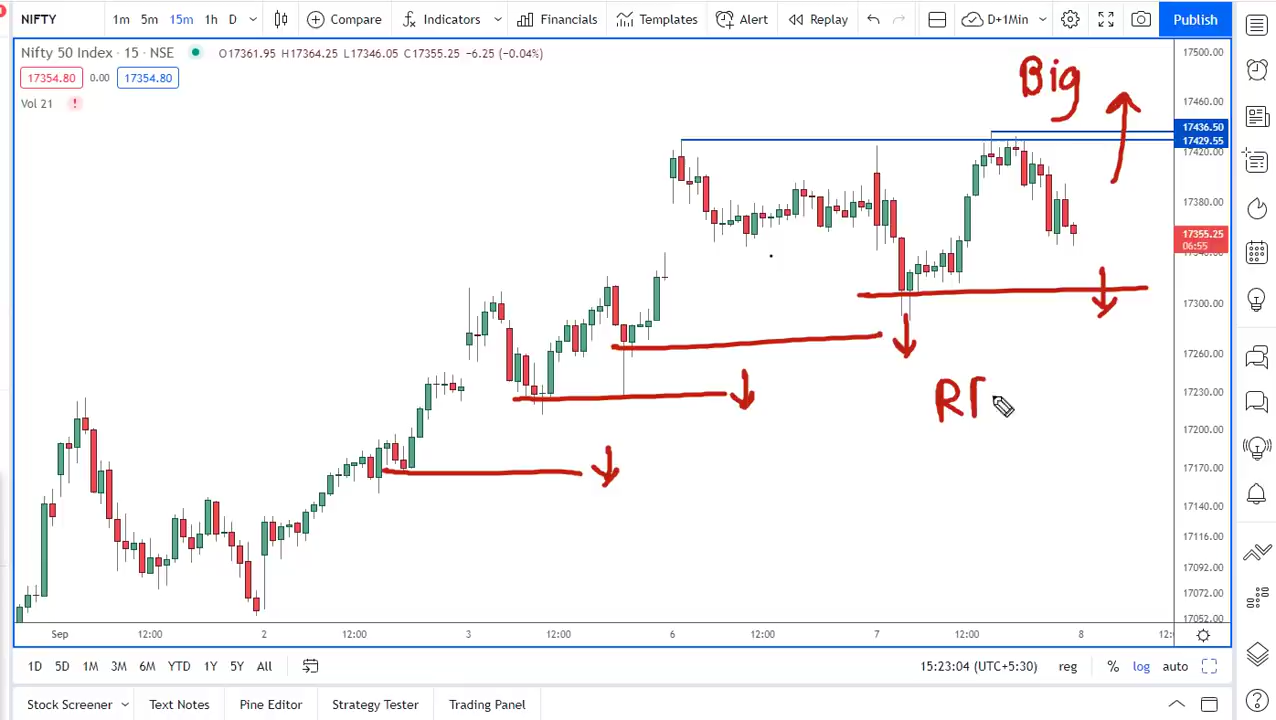 NIFTY 1m 5m 15m 1h D Compare Indicators Financials Templates Alert Replay D+1Min Publish
Nifty 50 Index · 15 · NSE O17361.95 H17364.25 L17346.05 C17355.25 −6.25 (−0.04%)
17354.80 0.00 17354.80
Vol 21 !
Big
17500.00
17460.00
17436.50
17429.55
17420.00
17380.00
17355.25
06:55
17340.00
17300.00
17260.00
17230.00
17200.00
17170.00
17140.00
17116.00
17092.00
17072.00
17052.00
Sep 12:00 2 12:00 3 12:00 6 12:00 7 12:00 8 12:
1D 5D 1M 3M 6M YTD 1Y 5Y All 15:23:04 (UTC+5:30) reg % log auto
Stock Screener Text Notes Pine Editor Strategy Tester Trading Panel